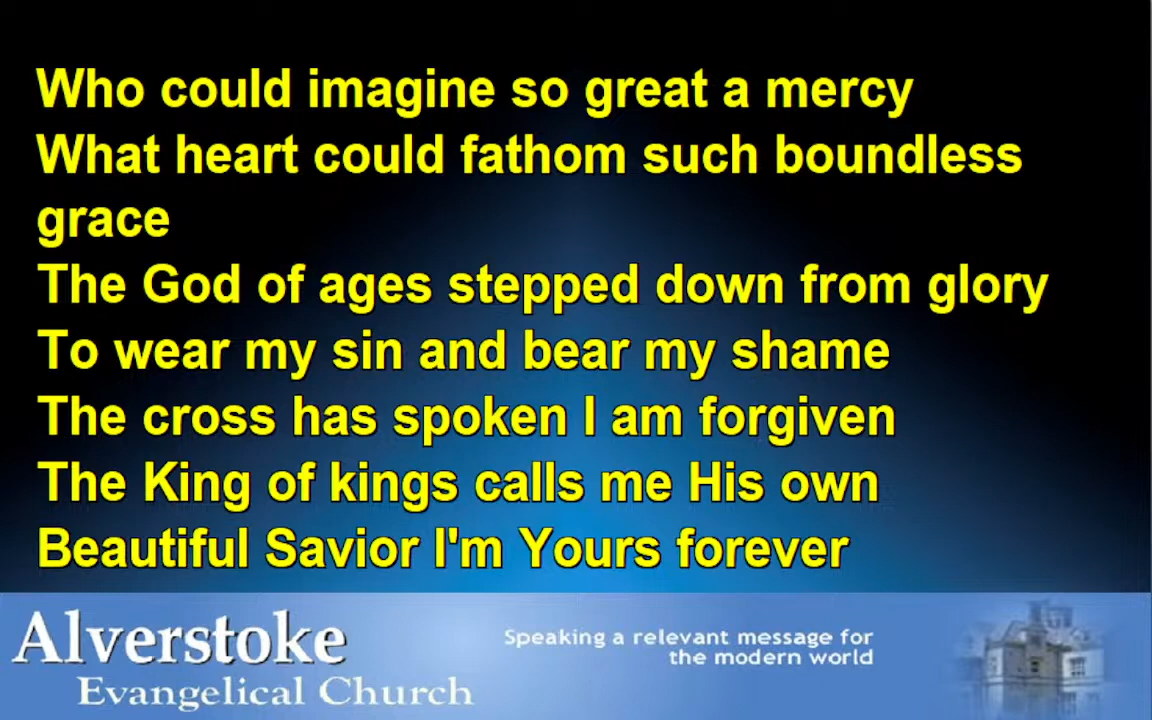 Who could imagine so great a mercy
What heart could fathom such boundless
grace
The God of ages stepped down from glory
To wear my sin and bear my shame
The cross has spoken I am forgiven
The King of kings calls me His own
Beautiful Savior I'm Yours forever
Alverstoke
Evangelical Church
Speaking a relevant message for
the modern world